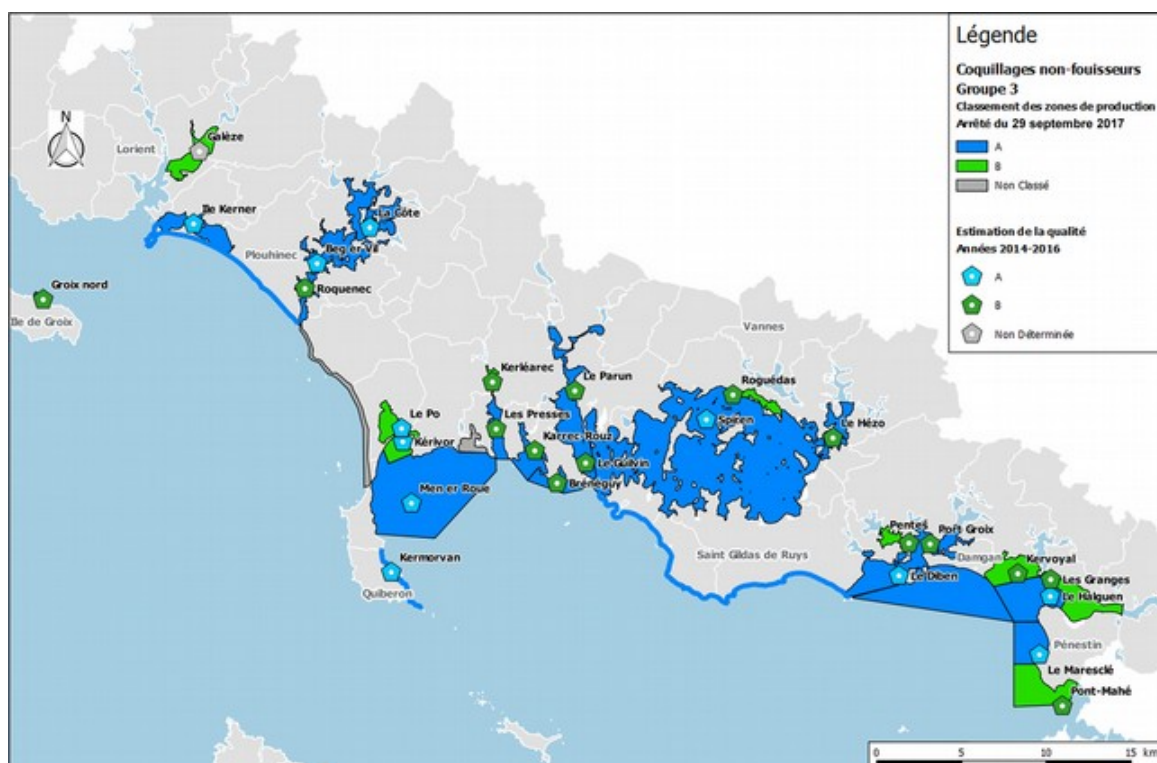 Légende
Coquillages non-fouisseurs
Groupe 3
Classement des zones de production
Arrêté du 29 septembre 2017
A
B
Non Classé
Estimation de la qualité
Années 2014-2016
A
B
Non Déterminée
N
Galèze
Lorient
Ile Kerner
La Côte
Plouhinec
Beg er Vil
Roquenec
Groix nord
Ile de Groix
Vannes
Kerléarec
Le Parun
Roguédas
Le Po
Les Presses
Spiren
Kérivor
Karrec-Rouz
Le Hézo
Le Guilvin
Brénéguy
Men er Roue
Pentes
Port Groix
Saint Gildas de Ruys
Damgan
Kervoyal
Kermorvan
Le Diben
Les Granges
Quiberon
Le Halguen
Pénestin
Le Maresclé
Pont-Mahé
0 5 10 15 km